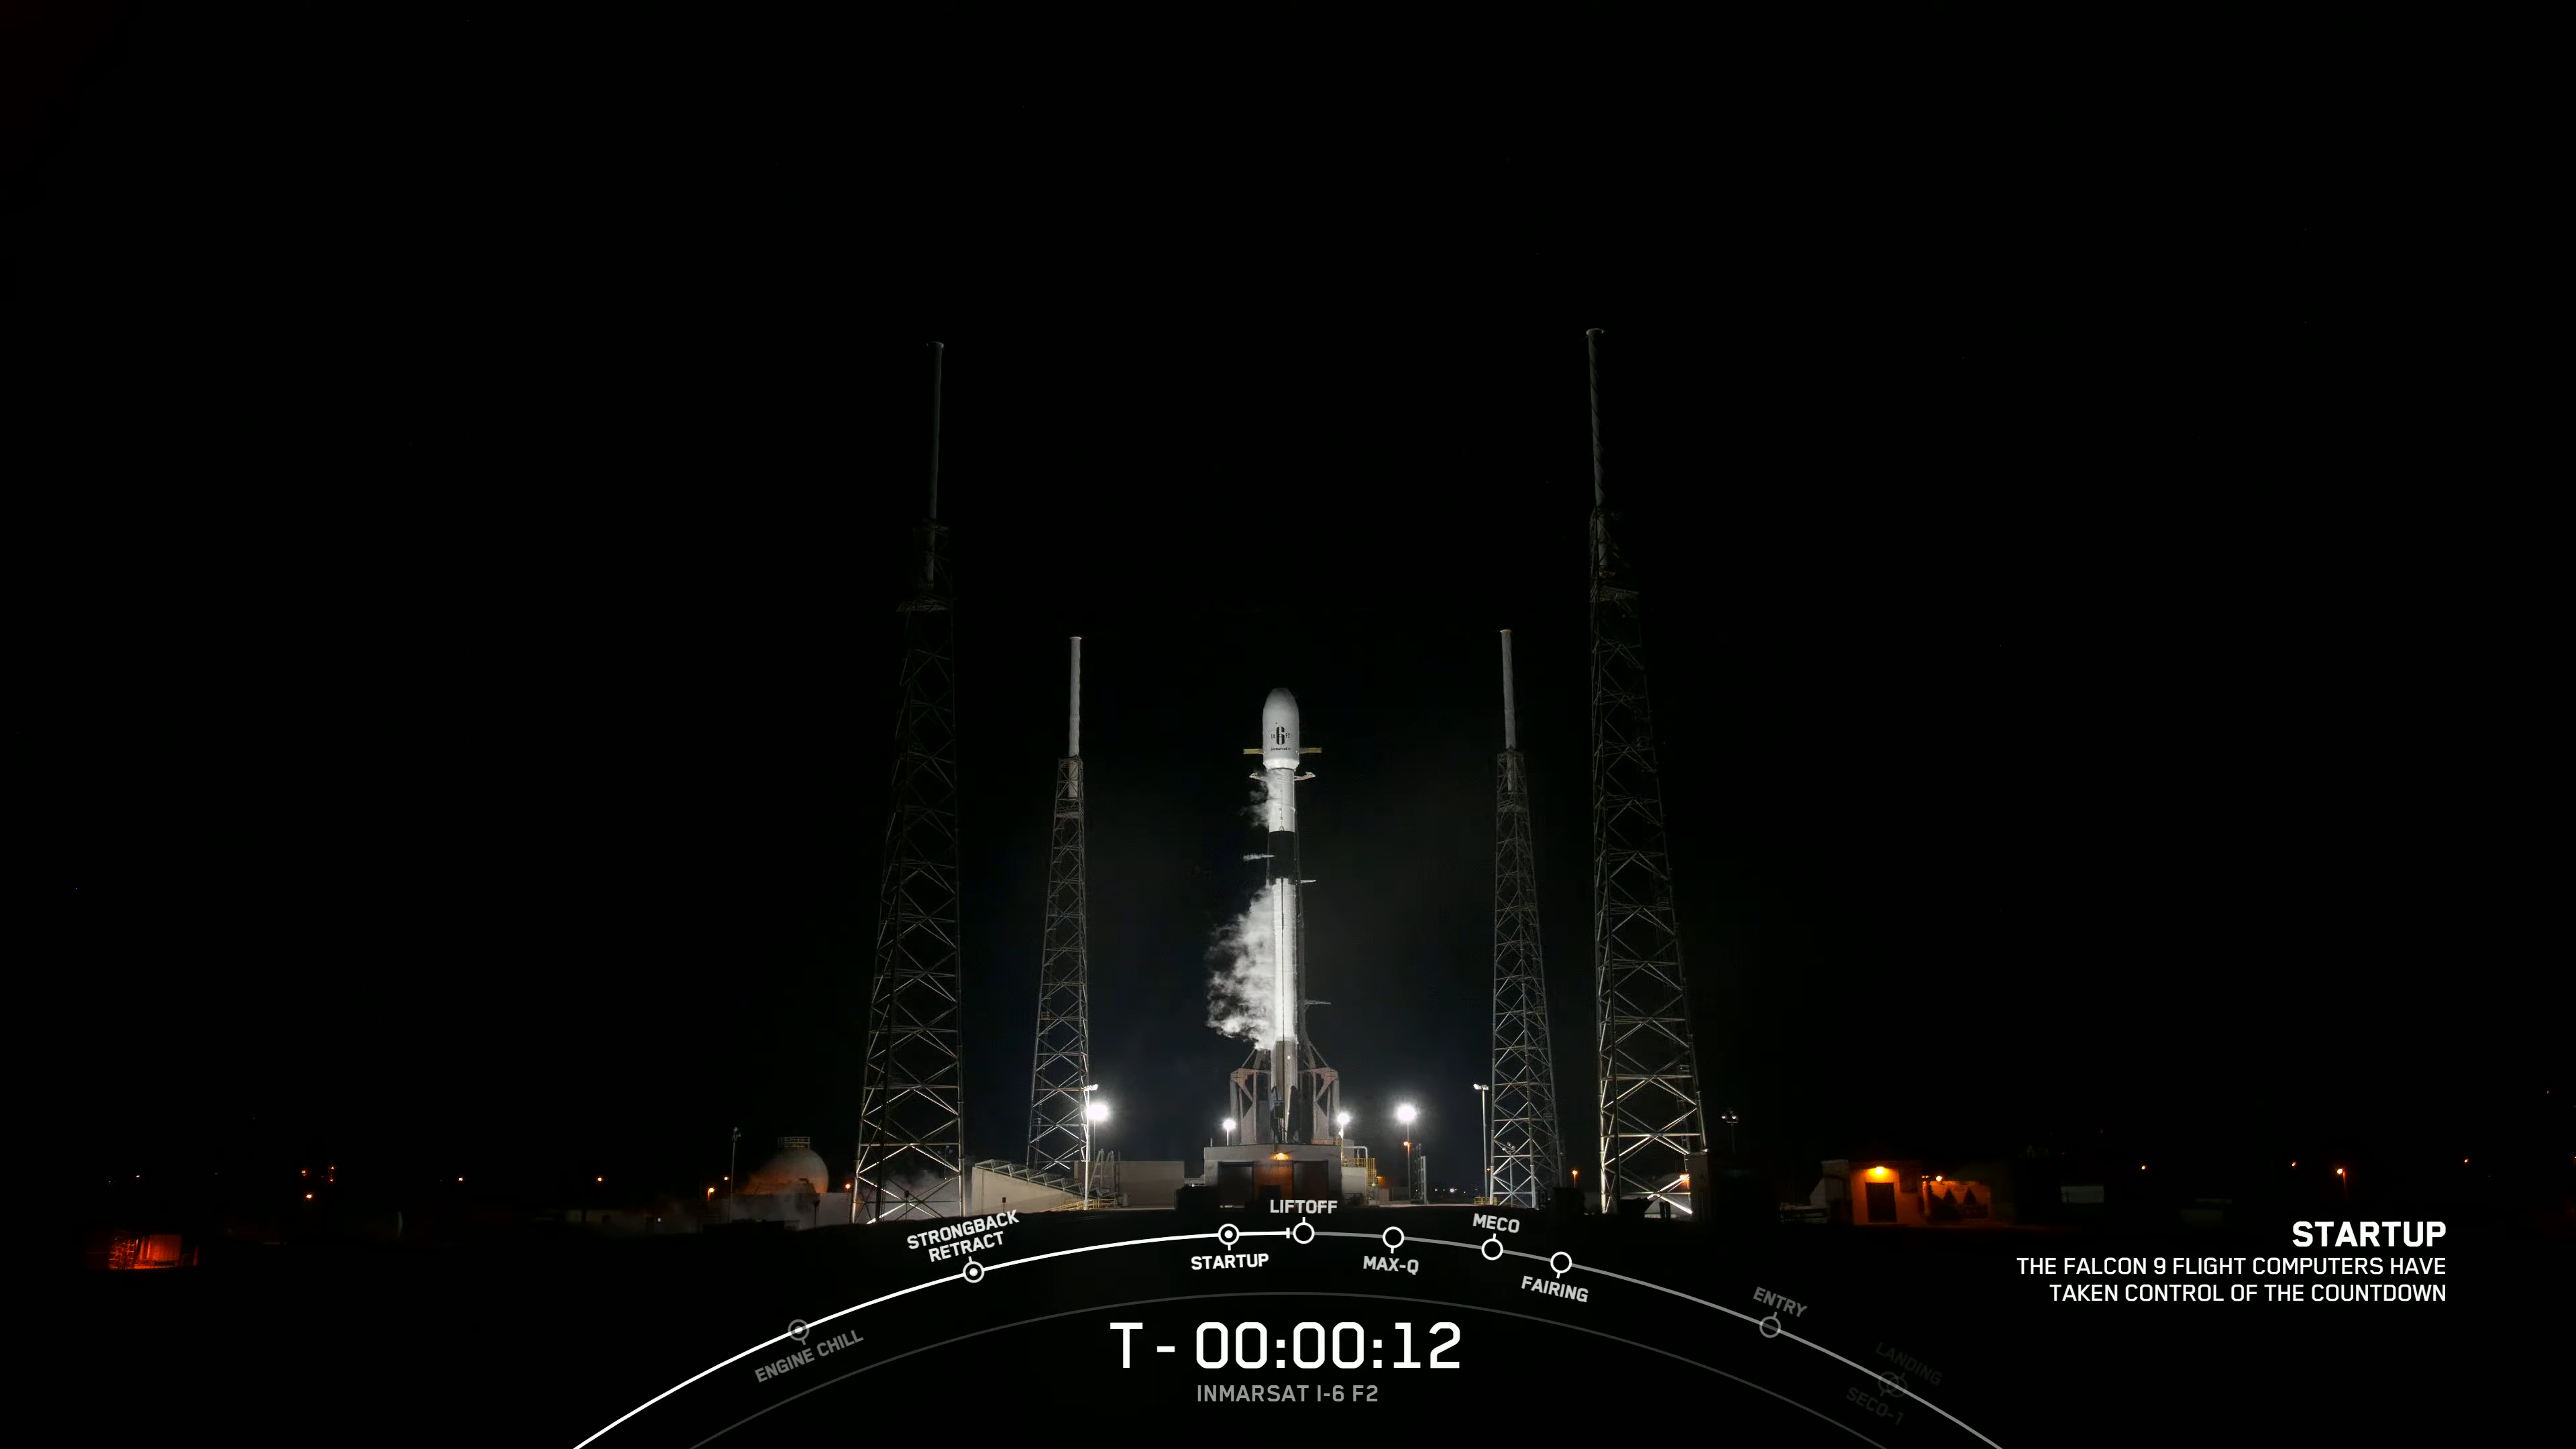 6
LIFTOFF
STRONGBACK
RETRACT
MECO
STARTUP
MAX-Q
FAIRING
ENTRY
ENGINE CHILL
LANDING
SECO-1
STARTUP
THE FALCON 9 FLIGHT COMPUTERS HAVE
TAKEN CONTROL OF THE COUNTDOWN
T - 00:00:12
INMARSAT I-6 F2